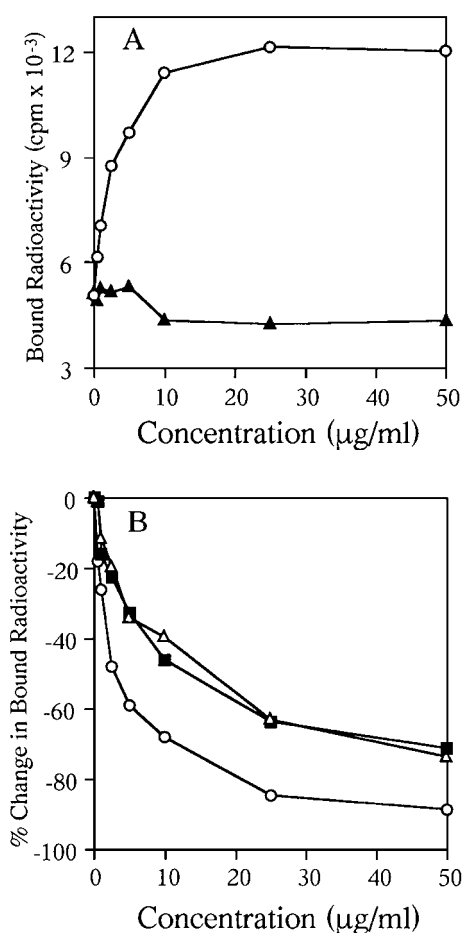 A
Bound Radioactivity (cpm x 10⁻³)
12
9
6
3
0 10 20 30 40 50
Concentration (μg/ml)
B
% Change in Bound Radioactivity
0
-20
-40
-60
-80
-100
0 10 20 30 40 50
Concentration (μg/ml)